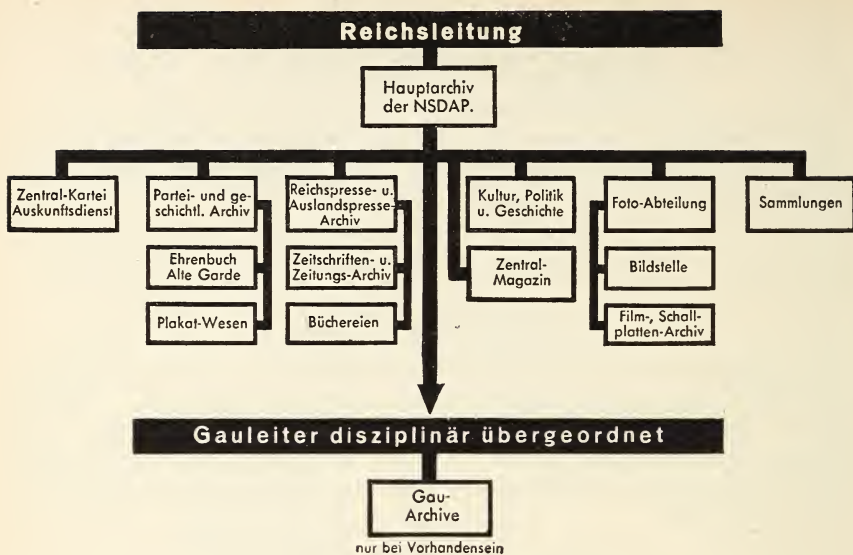 Reichsleitung
Hauptarchiv
der NSDAP.
Zentral-Kartei
Auskunftsdienst
Partei- und ge-
schichtl. Archiv
Reichspresse- u.
Auslandspresse-
Archiv
Kultur, Politik
u. Geschichte
Foto-Abteilung
Sammlungen
Ehrenbuch
Alte Garde
Zeitschriften- u.
Zeitungs-Archiv
Zentral-
Magazin
Bildstelle
Plakat-Wesen
Büchereien
Film-, Schall-
platten-Archiv
Gauleiter disziplinär übergeordnet
Gau-
Archive
nur bei Vorhandensein